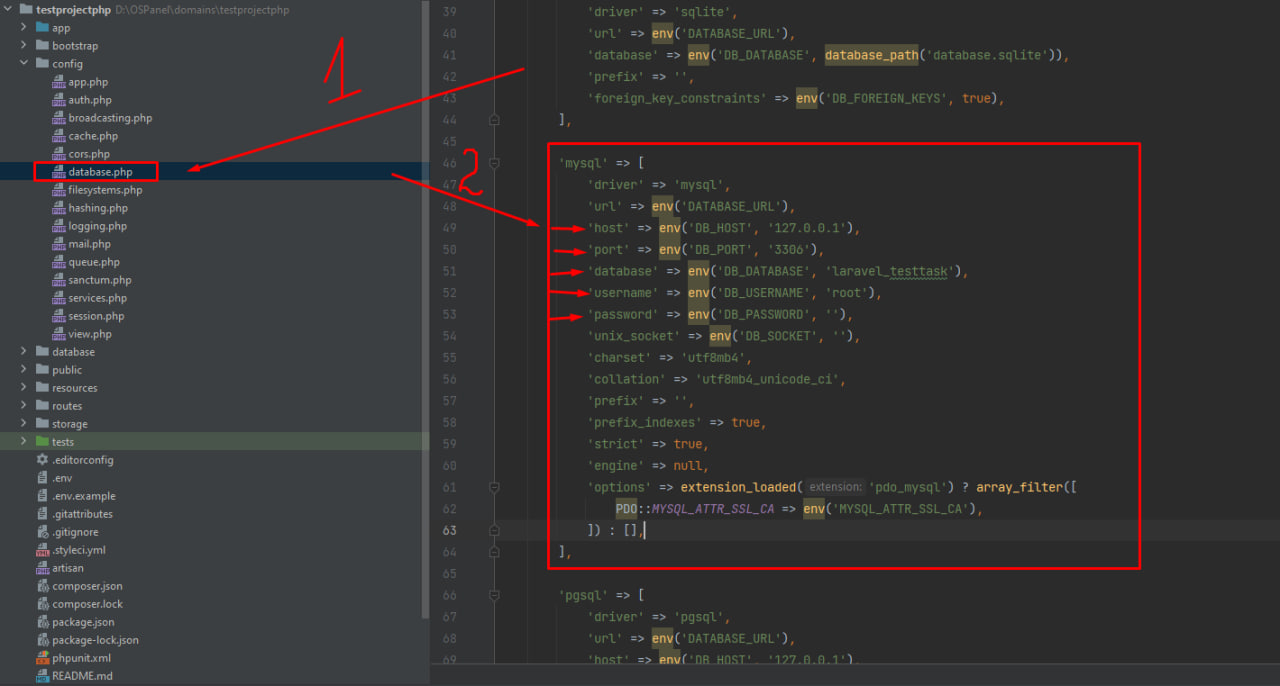 testprojectphp D:\OSPanel\domains\testprojectphp
app
bootstrap
config
app.php
auth.php
broadcasting.php
cache.php
cors.php
database.php
filesystems.php
hashing.php
logging.php
mail.php
queue.php
sanctum.php
services.php
session.php
view.php
database
public
resources
routes
storage
tests
.editorconfig
.env
.env.example
.gitattributes
.gitignore
.styleci.yml
artisan
composer.json
composer.lock
package.json
package-lock.json
phpunit.xml
README.md
1
2
39 'driver' => 'sqlite',
40 'url' => env('DATABASE_URL'),
41 'database' => env('DB_DATABASE', database_path('database.sqlite')),
42 'prefix' => '',
43 'foreign_key_constraints' => env('DB_FOREIGN_KEYS', true),
44 ],
45
46 'mysql' => [
47 'driver' => 'mysql',
48 'url' => env('DATABASE_URL'),
49 'host' => env('DB_HOST', '127.0.0.1'),
50 'port' => env('DB_PORT', '3306'),
51 'database' => env('DB_DATABASE', 'laravel_testtask'),
52 'username' => env('DB_USERNAME', 'root'),
53 'password' => env('DB_PASSWORD', ''),
54 'unix_socket' => env('DB_SOCKET', ''),
55 'charset' => 'utf8mb4',
56 'collation' => 'utf8mb4_unicode_ci',
57 'prefix' => '',
58 'prefix_indexes' => true,
59 'strict' => true,
60 'engine' => null,
61 'options' => extension_loaded( extension: 'pdo_mysql') ? array_filter([
62 PDO::MYSQL_ATTR_SSL_CA => env('MYSQL_ATTR_SSL_CA'),
63 ]) : [],
64 ],
65
66 'pgsql' => [
67 'driver' => 'pgsql',
68 'url' => env('DATABASE_URL'),
69 'host' => env('DB_HOST', '127.0.0.1'),